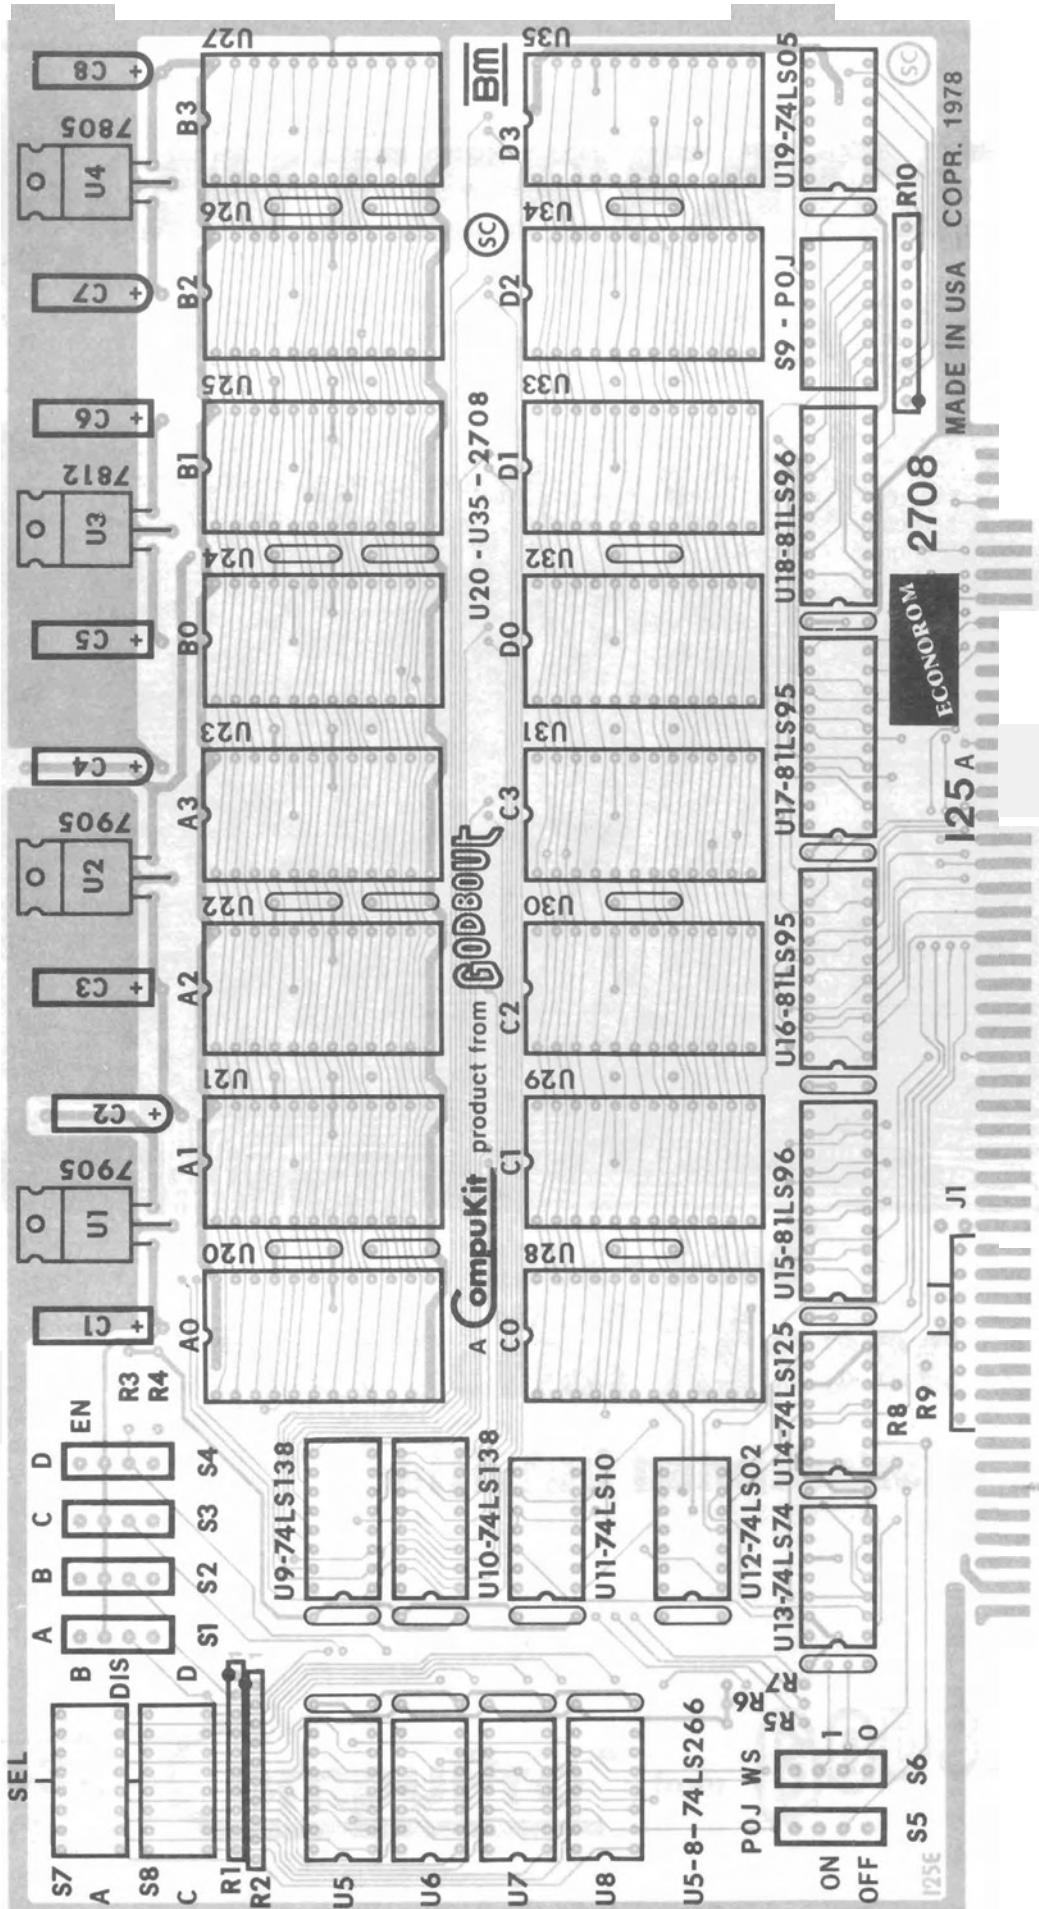 C8
+
7805
U4
C7
+
C6
+
7812
U3
C5
+
C4
+
7905
U2
C3
+
C2
+
7905
U1
C1
+
U27
B3
U26
B2
U25
B1
U24
B0
U23
A3
U22
A2
U21
A1
U20
A0
BM
SC
U20 - U35 - 2708
A CompuKit product from GODBOUT
U35
D3
U34
D2
U33
D1
U32
D0
U31
C3
U30
C2
U29
C1
U28
C0
U19-74LS05
S9 - POJ
U18-81LS96
U17-81LS95
U16-81LS95
U15-81LS96
U14-74LS125
U13-74LS74
SC
R10
MADE IN USA COPR. 1978
2708
ECONOROM
125 A
J1
R8
R9
EN
R3
R4
D
C
B
A
S4
S3
S2
S1
U9-74LS138
U10-74LS138
U11-74LS10
U12-74LS02
SEL
B
DIS
D
S7
A
S8
C
R1
R2
1
1
U5
U6
U7
U8
U5-8-74LS266
R7
R6
R5
POJ
WS
1
0
ON
OFF
S5
S6
125E